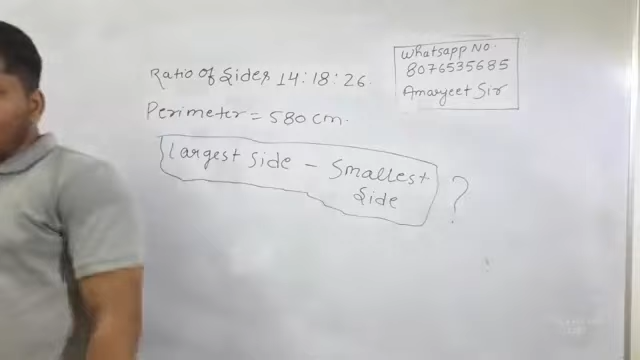 Ratio of Sides 14:18:26.
Perimeter = 580 cm.
Largest Side - Smallest
Side
?
Whatsapp No.
8076535685
Amarjeet Sir